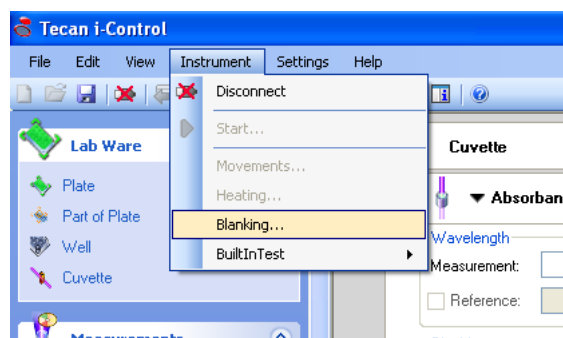 Tecan i-Control
File Edit View Instrument Settings Help
Disconnect
Start...
Movements...
Heating...
Blanking...
BuiltInTest
Lab Ware
Plate
Part of Plate
Well
Cuvette
Cuvette
Absorban
Wavelength
Measurement:
Reference: